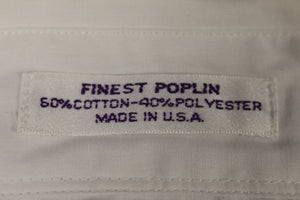 FINEST POPLIN
60% COTTON-40% POLYESTER
MADE IN U.S.A.